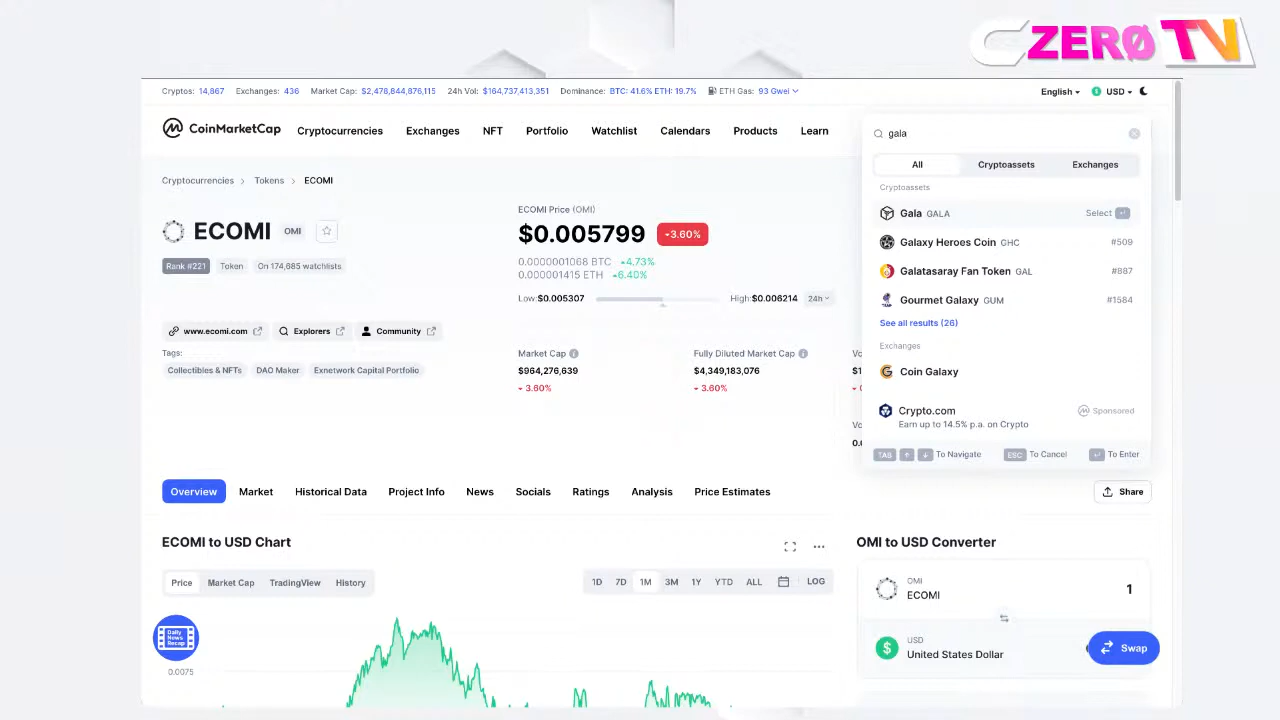 CZERØ TV
Cryptos: 14,867 Exchanges: 436 Market Cap: $2,478,844,876,115 24h Vol: $164,737,413,351 Dominance: BTC: 41.6% ETH: 19.7% ETH Gas: 93 Gwei
English USD
CoinMarketCap Cryptocurrencies Exchanges NFT Portfolio Watchlist Calendars Products Learn
gala
All Cryptoassets Exchanges
Cryptoassets
Gala GALA Select
Galaxy Heroes Coin GHC #509
Galatasaray Fan Token GAL #887
Gourmet Galaxy GUM #1584
See all results (26)
Exchanges
Coin Galaxy
Crypto.com Sponsored
Earn up to 14.5% p.a. on Crypto
TAB To Navigate ESC To Cancel To Enter
Cryptocurrencies Tokens ECOMI
ECOMI OMI
Rank #221 Token On 174,685 watchlists
ECOMI Price (OMI)
$0.005799 3.60%
0.0000001068 BTC 4.73%
0.000001415 ETH 6.40%
Low: $0.005307 High: $0.006214 24h
www.ecomi.com Explorers Community
Tags:
Collectibles & NFTs DAO Maker Exnetwork Capital Portfolio
Market Cap
$964,276,639
3.60%
Fully Diluted Market Cap
$4,349,183,076
3.60%
Overview Market Historical Data Project Info News Socials Ratings Analysis Price Estimates Share
ECOMI to USD Chart
Price Market Cap TradingView History 1D 7D 1M 3M 1Y YTD ALL LOG
Daily
News
Recap
0.0075
OMI to USD Converter
OMI
ECOMI 1
USD
United States Dollar
Swap